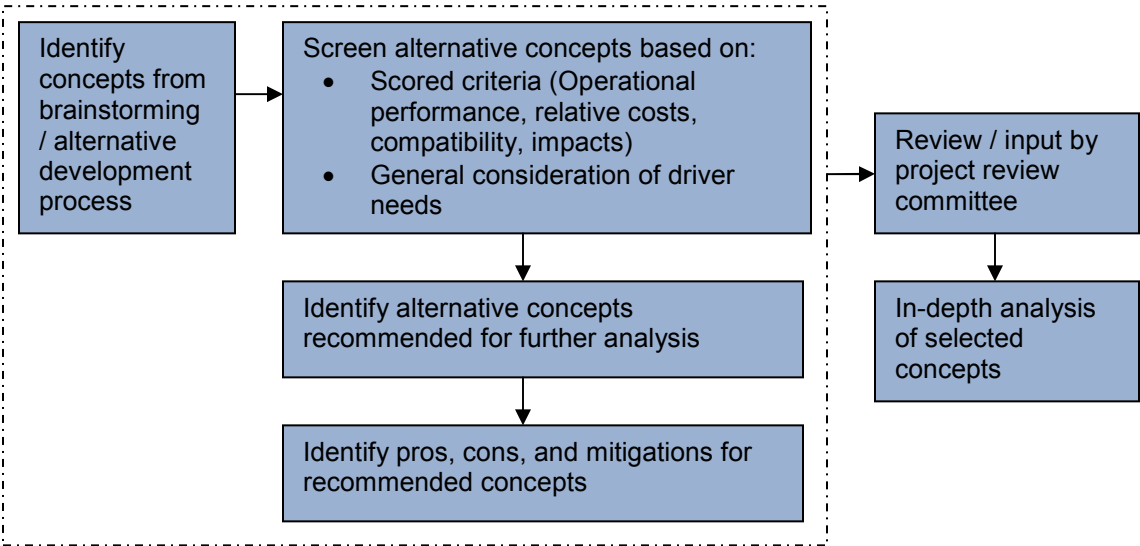 Identify
concepts from
brainstorming
/ alternative
development
process
Screen alternative concepts based on:
• Scored criteria (Operational
performance, relative costs,
compatibility, impacts)
• General consideration of driver
needs
Identify alternative concepts
recommended for further analysis
Identify pros, cons, and mitigations for
recommended concepts
Review / input by
project review
committee
In-depth analysis
of selected
concepts